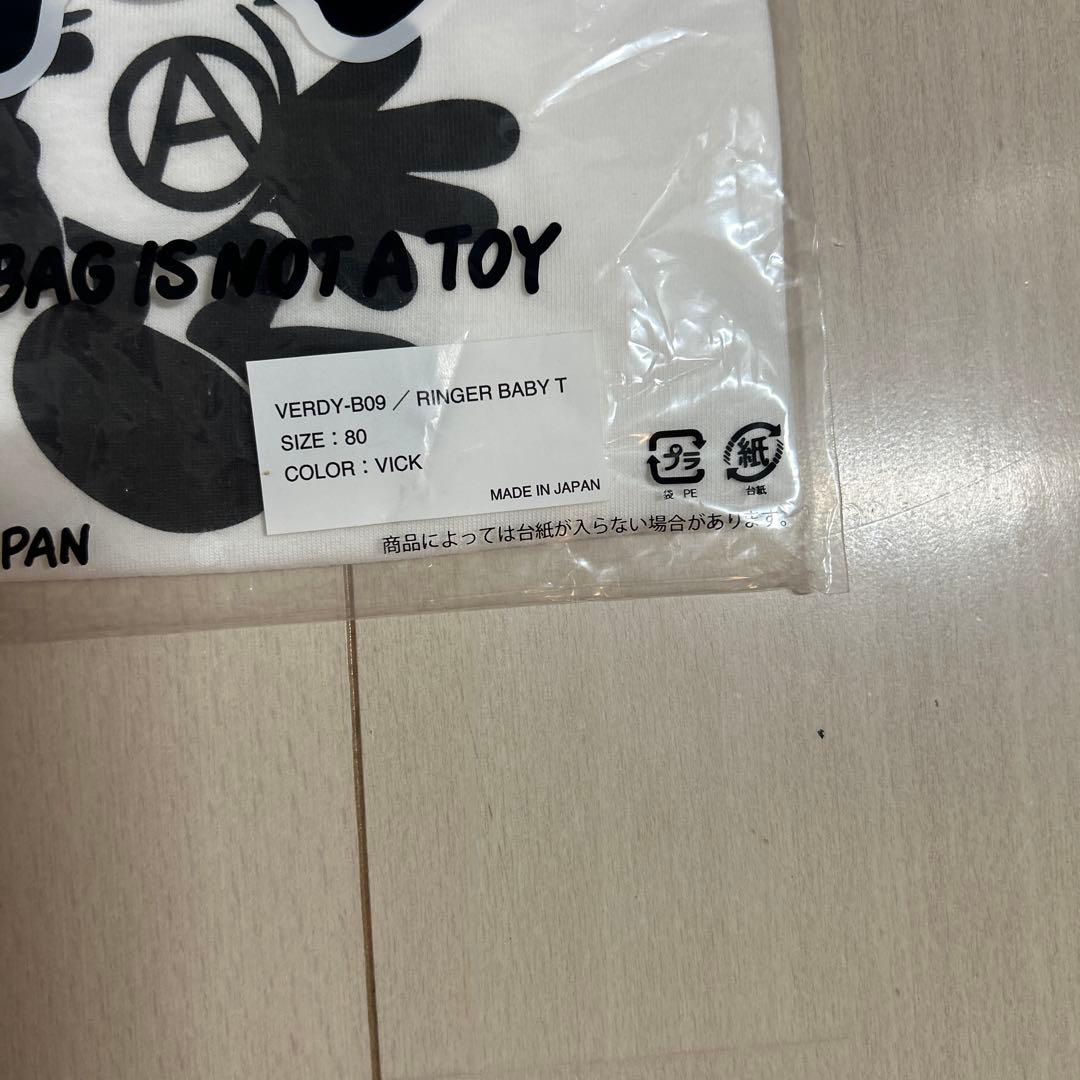 A
BAG IS NOT A TOY
VERDY-B09 / RINGER BABY T
SIZE : 80
COLOR : VICK
MADE IN JAPAN
プラ
紙
袋 PE
台紙
商品によっては台紙が入らない場合があります。
PAN